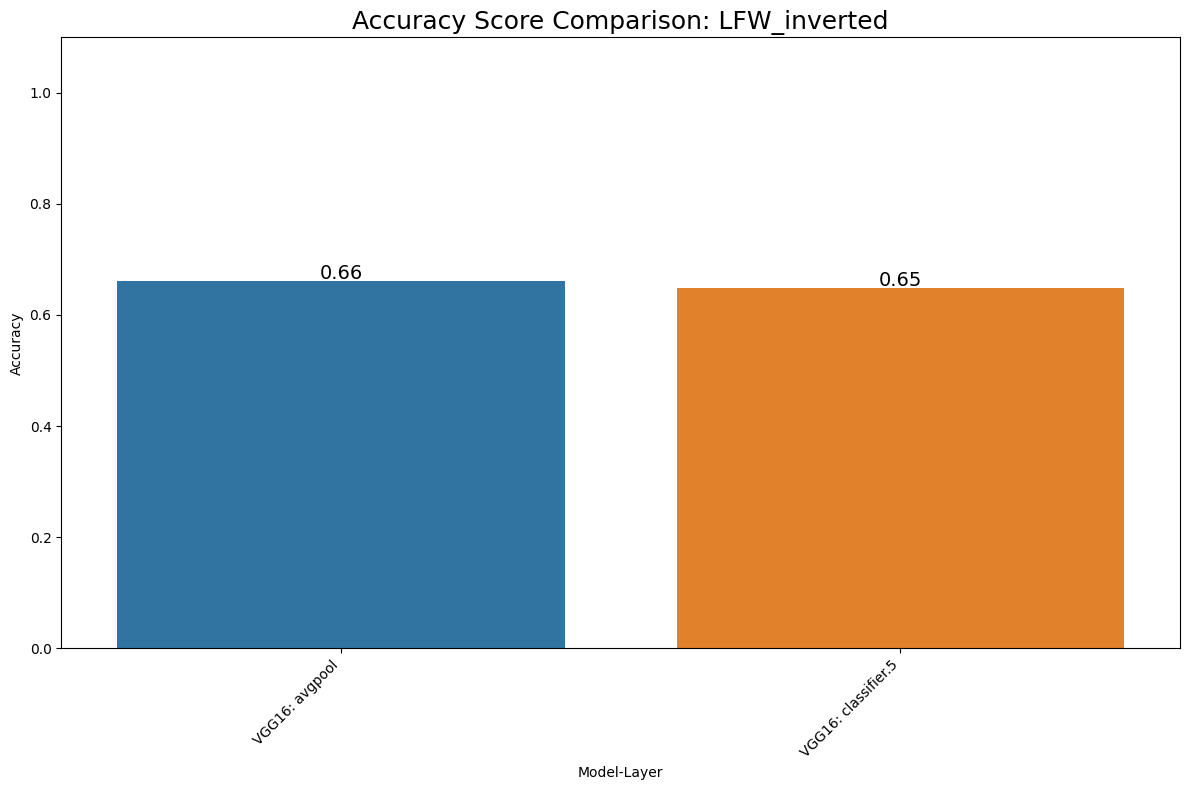 Accuracy Score Comparison: LFW_inverted
1.0
0.8
0.6
0.4
0.2
0.0
Accuracy
0.66
0.65
VGG16: avgpool
VGG16: classifier.5
Model-Layer